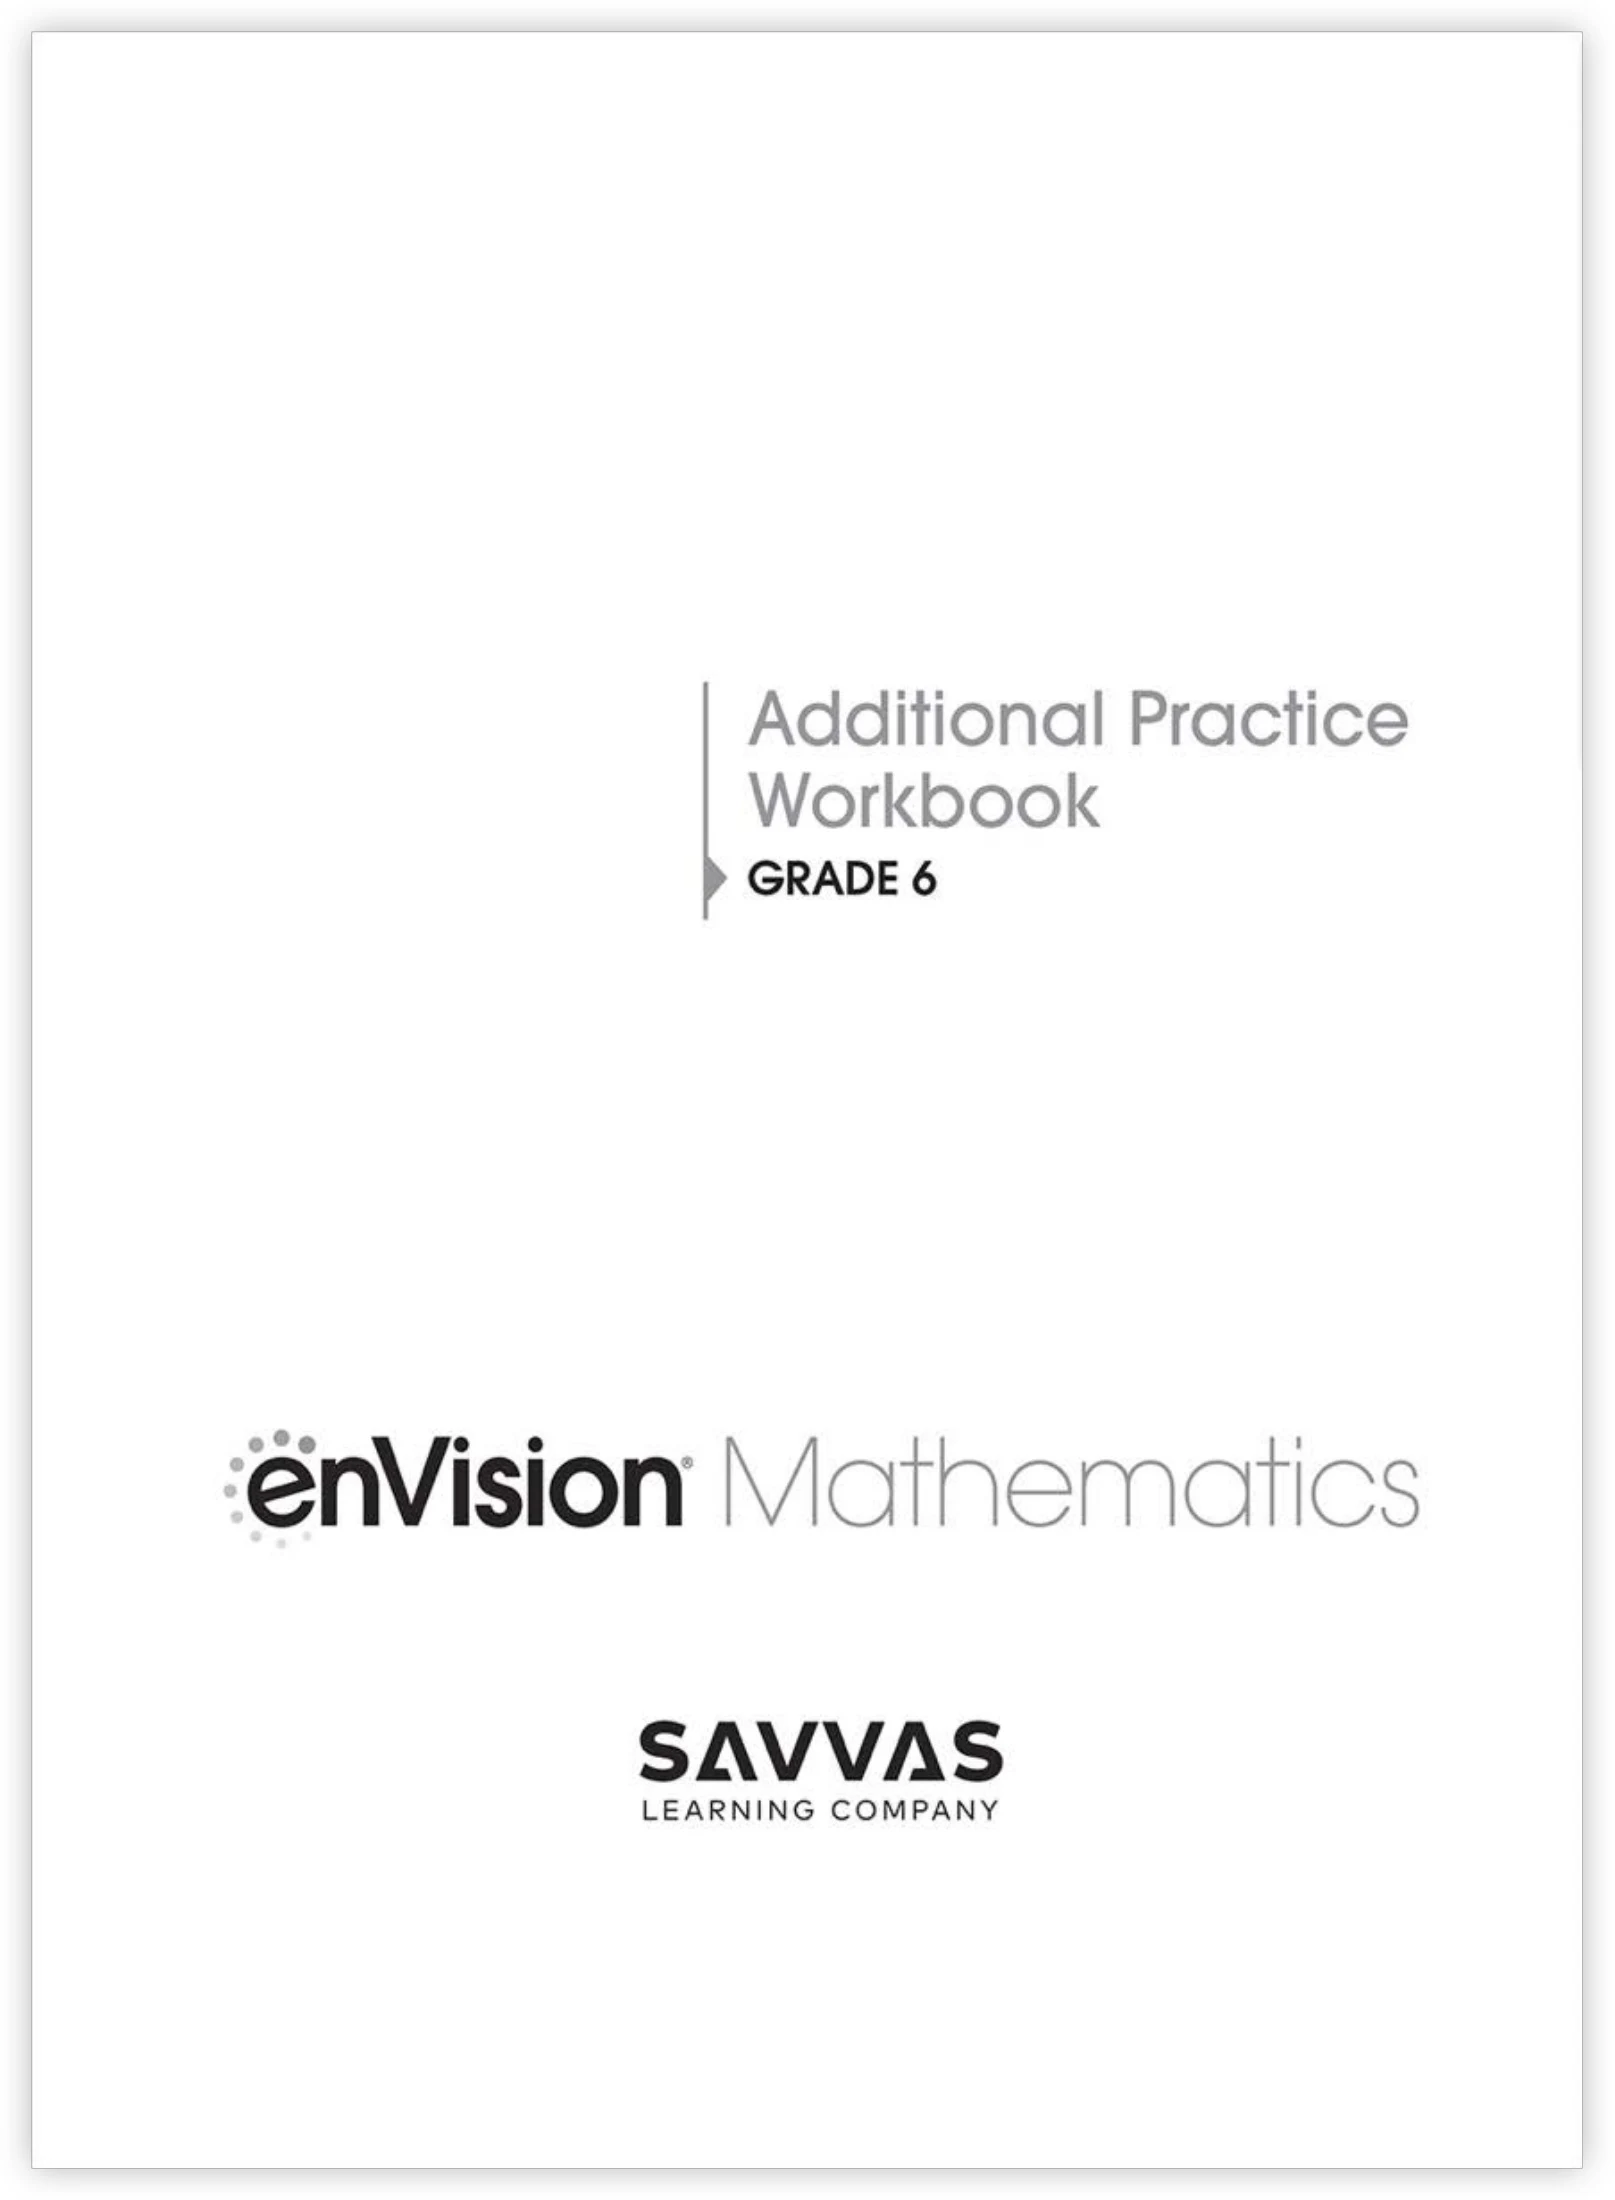 Additional Practice
Workbook
GRADE 6
enVision® Mathematics
SAVVAS
LEARNING COMPANY